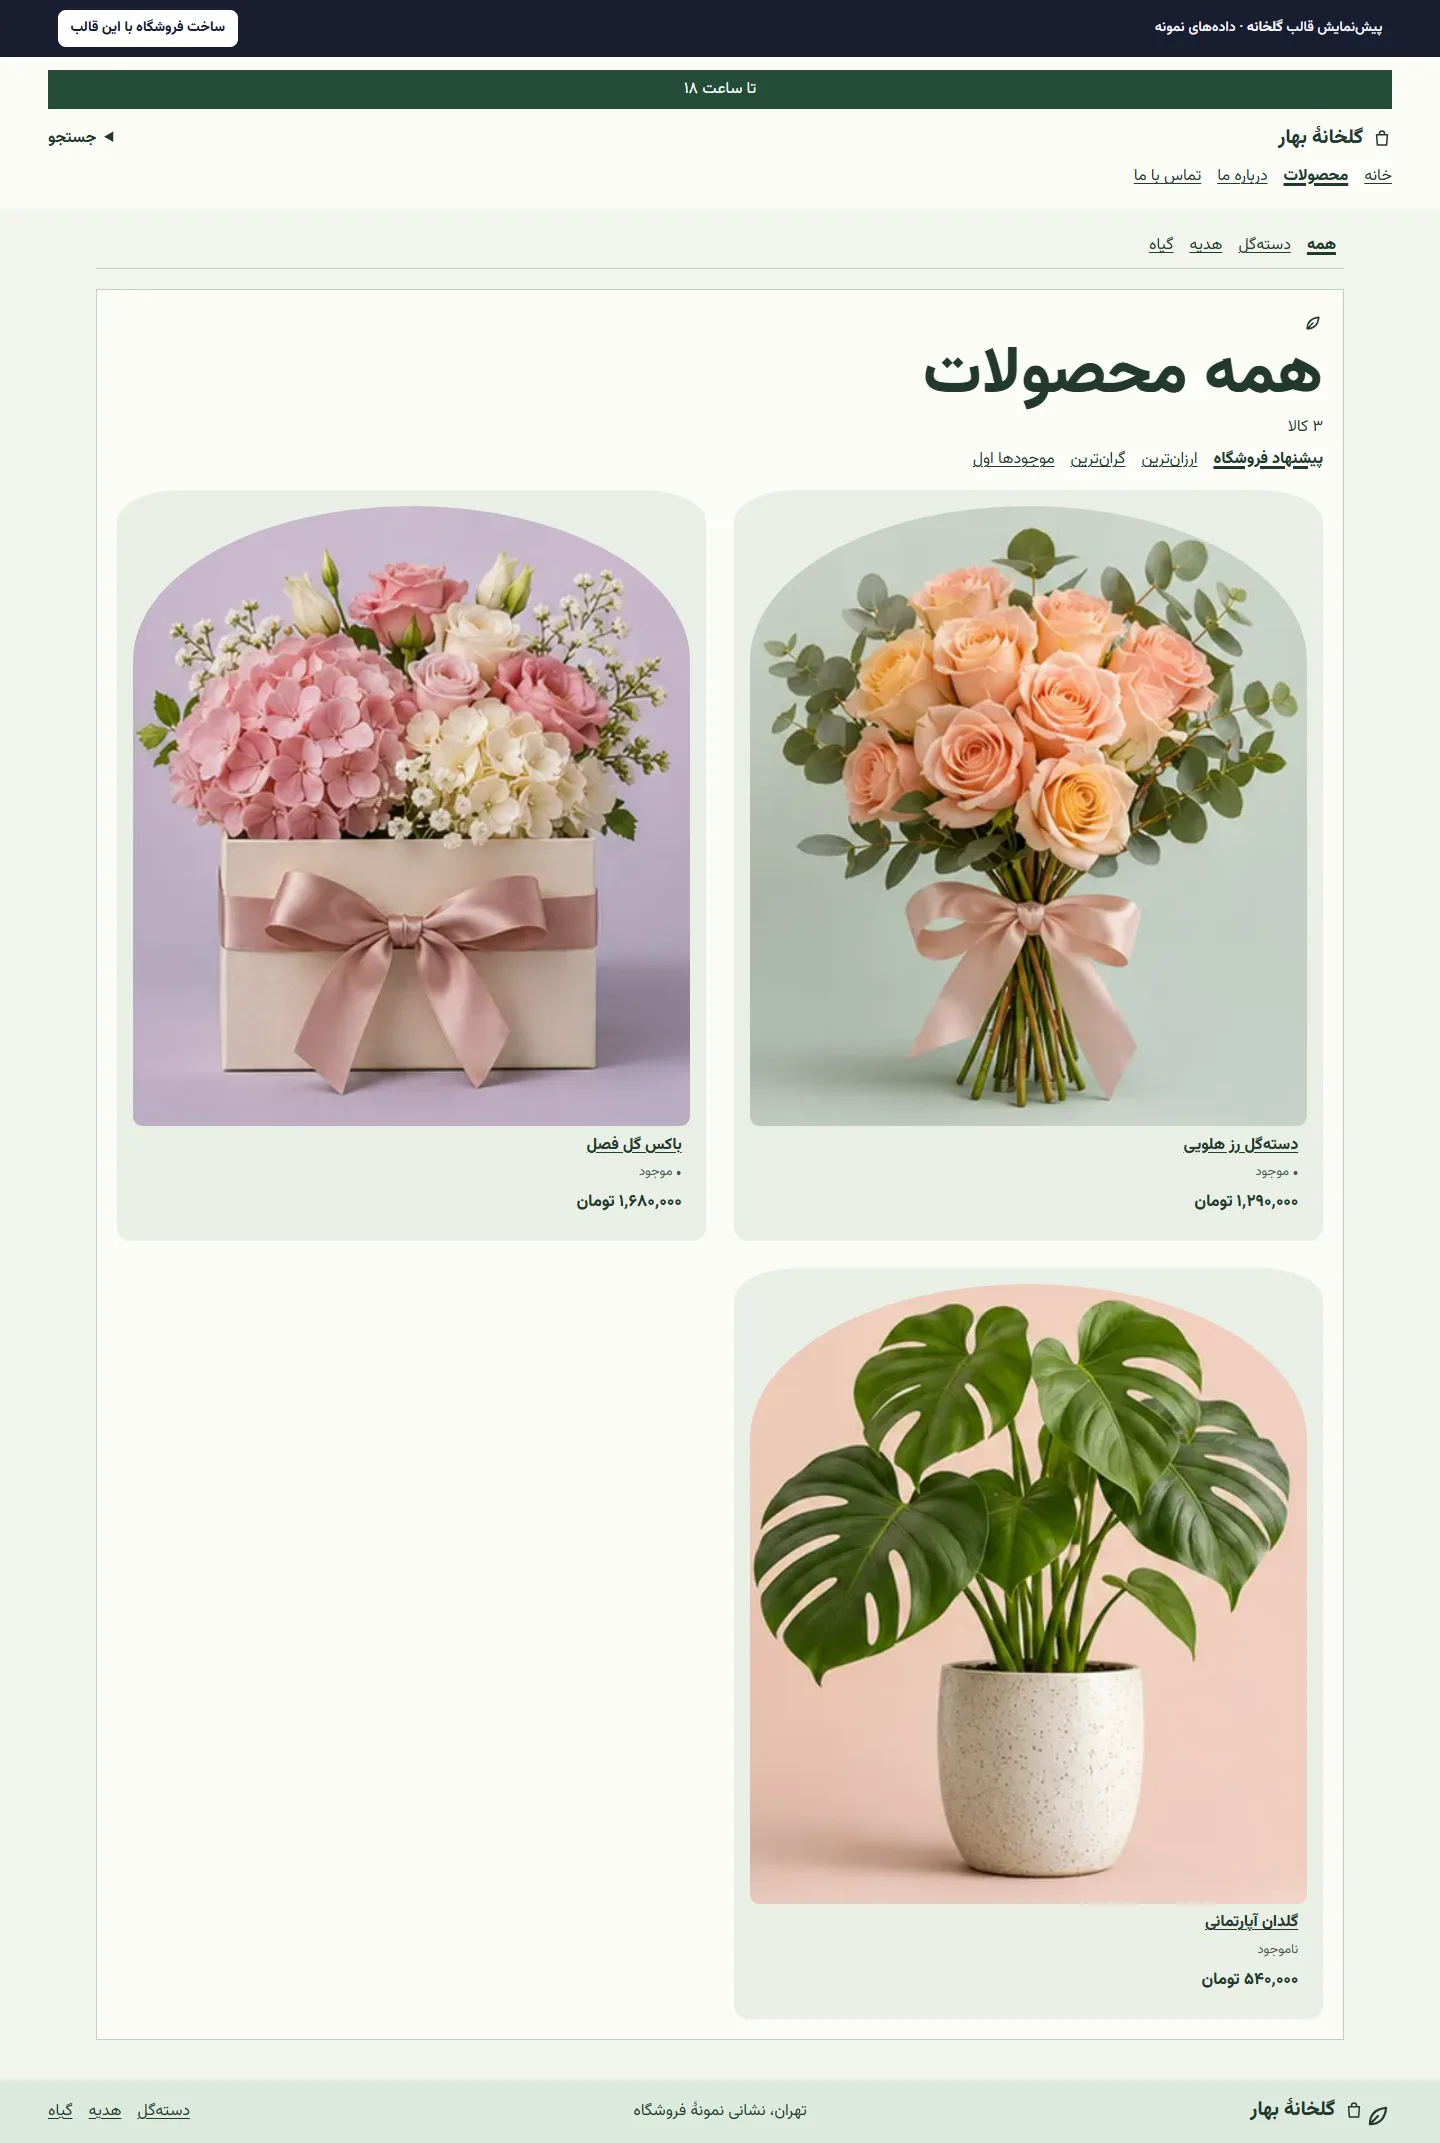 پیش‌نمایش قالب گلخانه · داده‌های نمونه
ساخت فروشگاه با این قالب
تا ساعت ۱۸
گلخانهٔ بهار
جستجو
خانه محصولات درباره ما تماس با ما
همه دسته‌گل هدیه گیاه
همه محصولات
۳ کالا
پیشنهاد فروشگاه ارزان‌ترین گران‌ترین موجودها اول
دسته‌گل رز هلویی
• موجود
۱,۲۹۰,۰۰۰ تومان
باکس گل فصل
• موجود
۱,۶۸۰,۰۰۰ تومان
گلدان آپارتمانی
ناموجود
۵۴۰,۰۰۰ تومان
گلخانهٔ بهار
تهران، نشانی نمونهٔ فروشگاه
دسته‌گل هدیه گیاه